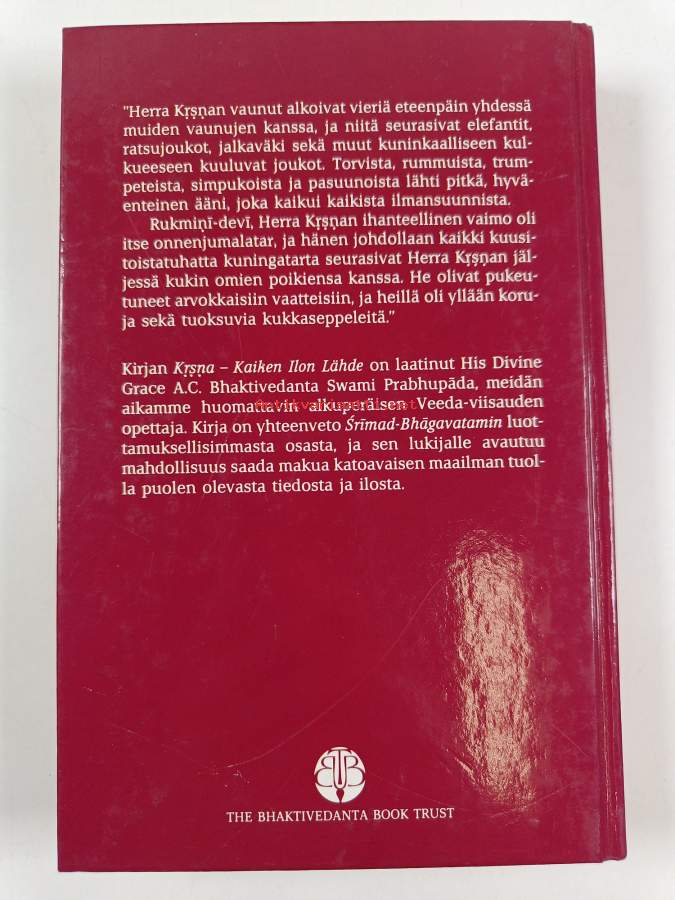 "Herra Kṛṣṇan vaunut alkoivat vieriä eteenpäin yhdessä
muiden vaunujen kanssa, ja niitä seurasivat elefantit,
ratsujoukot, jalkaväki sekä muut kuninkaalliseen kul-
kueeseen kuuluvat joukot. Torvista, rummuista, trum-
peteista, simpukoista ja pasuunoista lähti pitkä, hyvä-
enteinen ääni, joka kaikui kaikista ilmansuunnista.
Rukmiṇī-devī, Herra Kṛṣṇan ihanteellinen vaimo oli
itse onnenjumalatar, ja hänen johdollaan kaikki kuusi-
toistatuhatta kuningatarta seurasivat Herra Kṛṣṇan jäl-
jessä kukin omien poikiensa kanssa. He olivat pukeu-
tuneet arvokkaisiin vaatteisiin, ja heillä oli yllään koru-
ja sekä tuoksuvia kukkaseppeleitä."
Kirjan Kṛṣṇa – Kaiken Ilon Lähde on laatinut His Divine
Grace A.C. Bhaktivedanta Swami Prabhupāda, meidän
aikamme huomattavin alkuperäisen Veeda-viisauden
opettaja. Kirja on yhteenveto Śrīmad-Bhāgavatamin luot-
tamuksellisimmasta osasta, ja sen lukijalle avautuu
mahdollisuus saada makua katoavaisen maailman tuol-
la puolen olevasta tiedosta ja ilosta.
BTB
THE BHAKTIVEDANTA BOOK TRUST